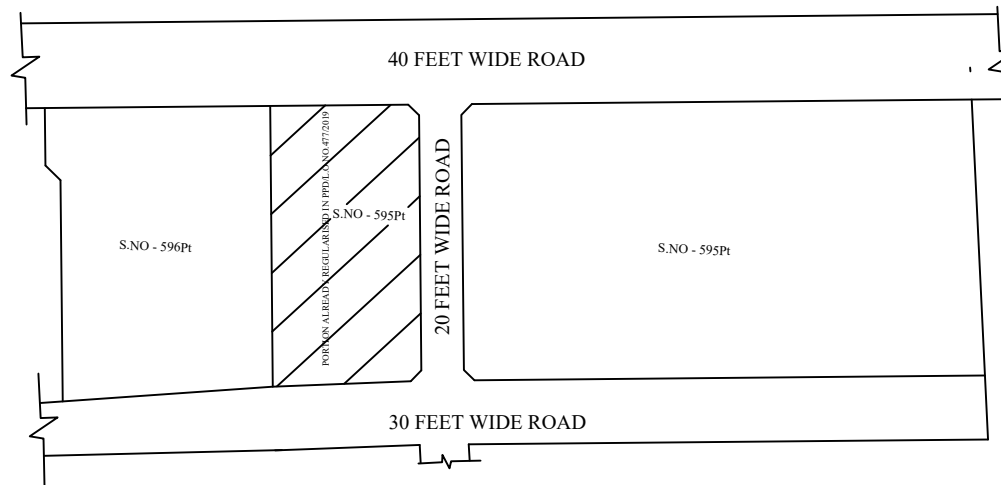 40 FEET WIDE ROAD
PORTION ALREADY REGULARISED IN PPD/L.O NO:477/2019
S.NO - 595Pt
20 FEET WIDE ROAD
S.NO - 596Pt
S.NO - 595Pt
30 FEET WIDE ROAD